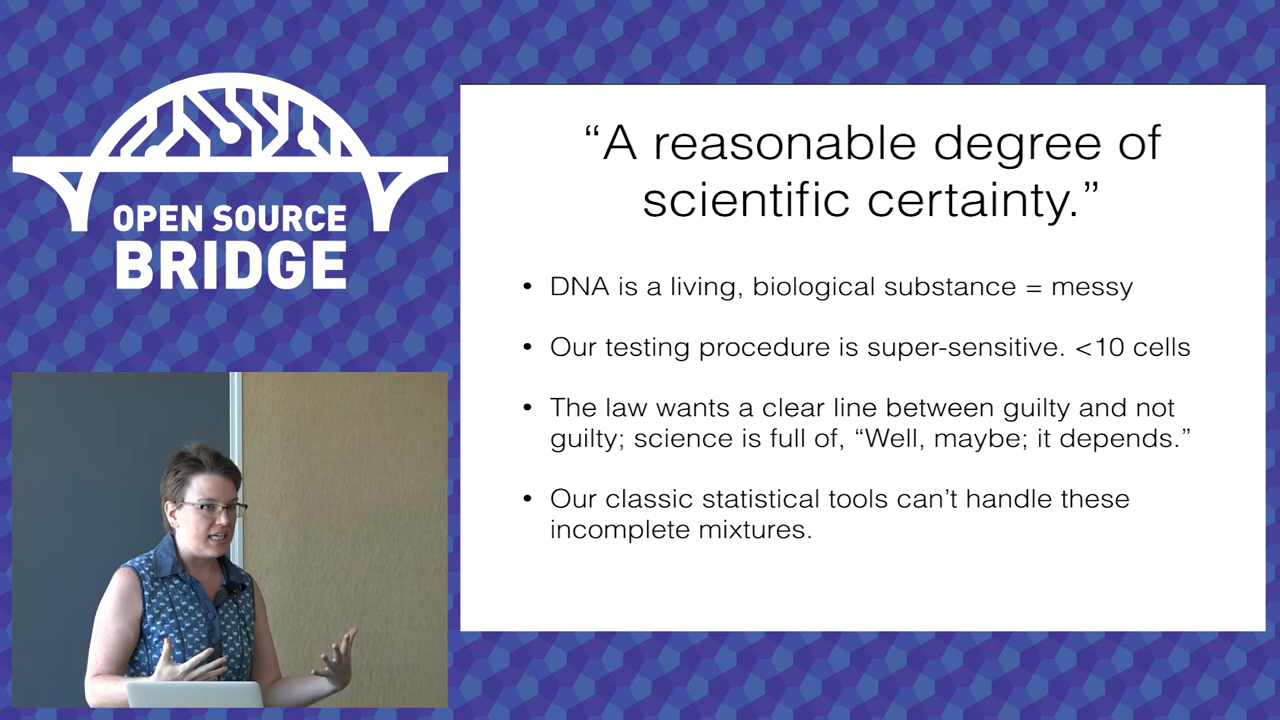 OPEN SOURCE
BRIDGE
“A reasonable degree of
scientific certainty.”
• DNA is a living, biological substance = messy
• Our testing procedure is super-sensitive. <10 cells
• The law wants a clear line between guilty and not
guilty; science is full of, “Well, maybe; it depends.”
• Our classic statistical tools can’t handle these
incomplete mixtures.